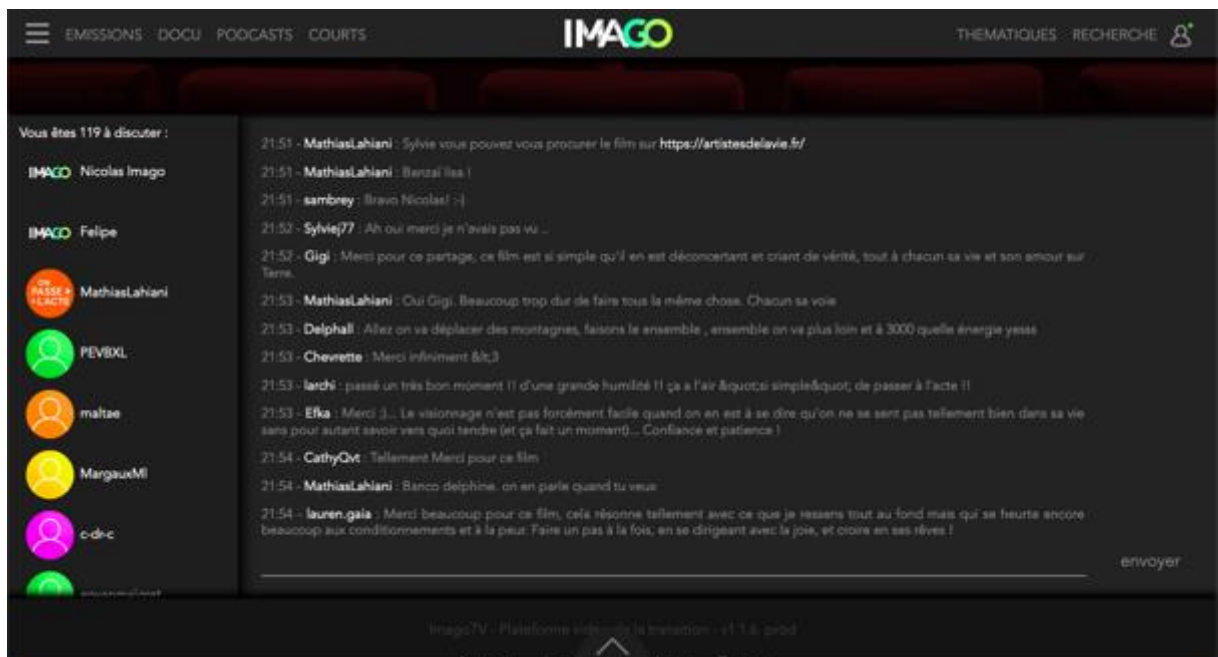 EMISSIONS DOCU PODCASTS COURTS
IMAGO
THEMATIQUES RECHERCHE
Vous êtes 119 à discuter :
IMAGO Nicolas Imago
IMAGO Felipe
ON PASSE À L'ACTE MathiasLahiani
PEVBXL
maltae
MargauxMl
c-dr-c
21:51 - MathiasLahiani : Sylvie vous pouvez vous procurer le film sur https://artistesdelavie.fr/
21:51 - MathiasLahiani : Banzaï lisa !
21:51 - sambrey : Bravo Nicolas! :-)
21:52 - Sylviej77 : Ah oui merci je n'avais pas vu ..
21:52 - Gigi : Merci pour ce partage, ce film est si simple qu'il en est déconcertant et criant de vérité, tout à chacun sa vie et son amour sur
Terre.
21:53 - MathiasLahiani : Oui Gigi. Beaucoup trop dur de faire tous la même chose. Chacun sa voie
21:53 - Delphall : Allez on va déplacer des montagnes, faisons le ensemble , ensemble on va plus loin et à 3000 quelle énergie yesss
21:53 - Chevrette : Merci infiniment &lt;3
21:53 - larchi : passé un très bon moment !! d'une grande humilité !! ça a l'air &quot;si simple&quot; de passer à l'acte !!
21:53 - Efka : Merci :)... Le visionnage n'est pas forcément facile quand on en est à se dire qu'on ne se sent pas tellement bien dans sa vie
sans pour autant savoir vers quoi tendre (et ça fait un moment)... Confiance et patience !
21:54 - CathyQvt : Tellement Merci pour ce film
21:54 - MathiasLahiani : Banco delphine. on en parle quand tu veux
21:54 - lauren.gaia : Merci beaucoup pour ce film, cela résonne tellement avec ce que je ressens tout au fond mais qui se heurte encore
beaucoup aux conditionnements et à la peur. Faire un pas à la fois, en se dirigeant avec la joie, et croire en ses rêves !
envoyer
ImagoTV - Plateforme vidéo de la transition - v1.1.6. prod